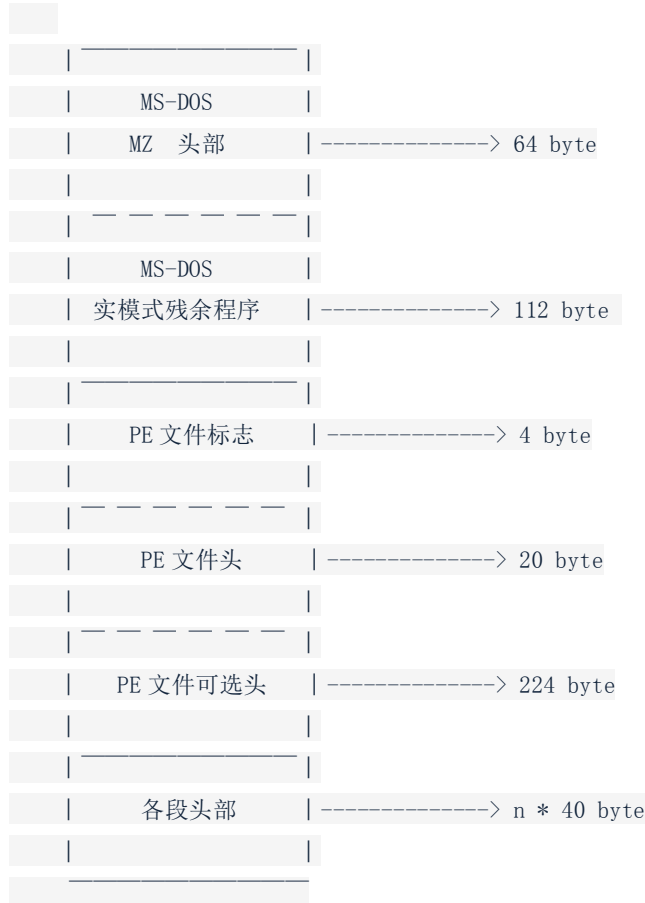 | ￣￣￣￣￣￣￣￣￣ |
| MS-DOS |
| MZ 头部 |--------------> 64 byte
| |
| — — — — — — |
| MS-DOS |
| 实模式残余程序 |--------------> 112 byte
| |
| ￣￣￣￣￣￣￣￣￣ |
| PE 文件标志 |--------------> 4 byte
| |
| — — — — — — |
| PE 文件头 |--------------> 20 byte
| |
| — — — — — — |
| PE 文件可选头 |--------------> 224 byte
| |
| ￣￣￣￣￣￣￣￣￣ |
| 各段头部 |--------------> n * 40 byte
| |
￣￣￣￣￣￣￣￣￣￣